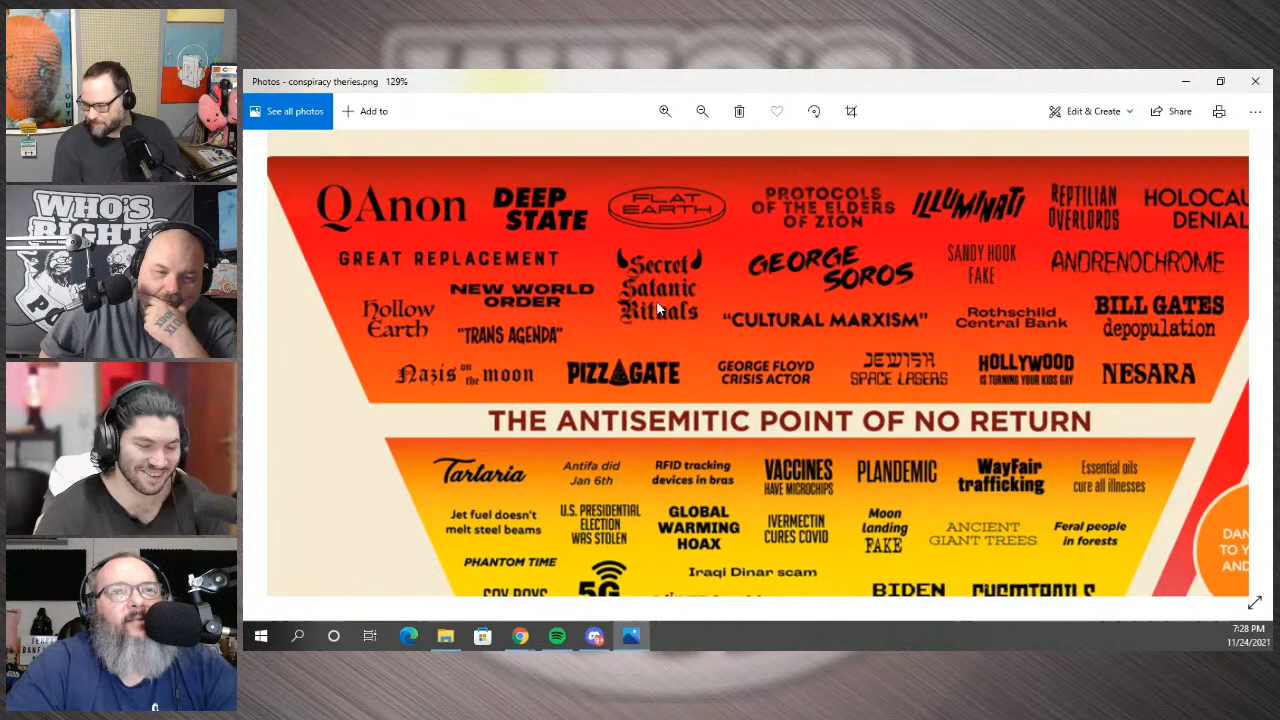 Photos - conspiracy theries.png 129%
See all photos
Add to
Edit & Create
Share
QAnon
DEEP
STATE
FLAT
EARTH
PROTOCOLS
OF THE ELDERS
OF ZION
ILLUMINATI
REPTILIAN
OVERLORDS
HOLOCAU
DENIAL
GREAT REPLACEMENT
Secret
Satanic
Rituals
GEORGE
SOROS
SANDY HOOK
FAKE
ANDRENOCHROME
Hollow
Earth
NEW WORLD
ORDER
"TRANS AGENDA"
"CULTURAL MARXISM"
Rothschild
Central Bank
BILL GATES
depopulation
Nazis on the moon
PIZZAGATE
GEORGE FLOYD
CRISIS ACTOR
JEWISH
SPACE LASERS
HOLLYWOOD
IS TURNING YOUR KIDS GAY
NESARA
THE ANTISEMITIC POINT OF NO RETURN
Tartaria
Antifa did
Jan 6th
RFID tracking
devices in bras
VACCINES
HAVE MICROCHIPS
PLANDEMIC
WayFair
trafficking
Essential oils
cure all illnesses
Jet fuel doesn't
melt steel beams
U.S. PRESIDENTIAL
ELECTION
WAS STOLEN
GLOBAL
WARMING
HOAX
IVERMECTIN
CURES COVID
Moon
landing
FAKE
ANCIENT
GIANT TREES
Feral people
in forests
DAN
TO Y
AND
PHANTOM TIME
SOY BOYS
5G
Iraqi Dinar scam
BIDEN
CHEMTRAILS
7:28 PM
11/24/2021
WHO'S
RIGHT